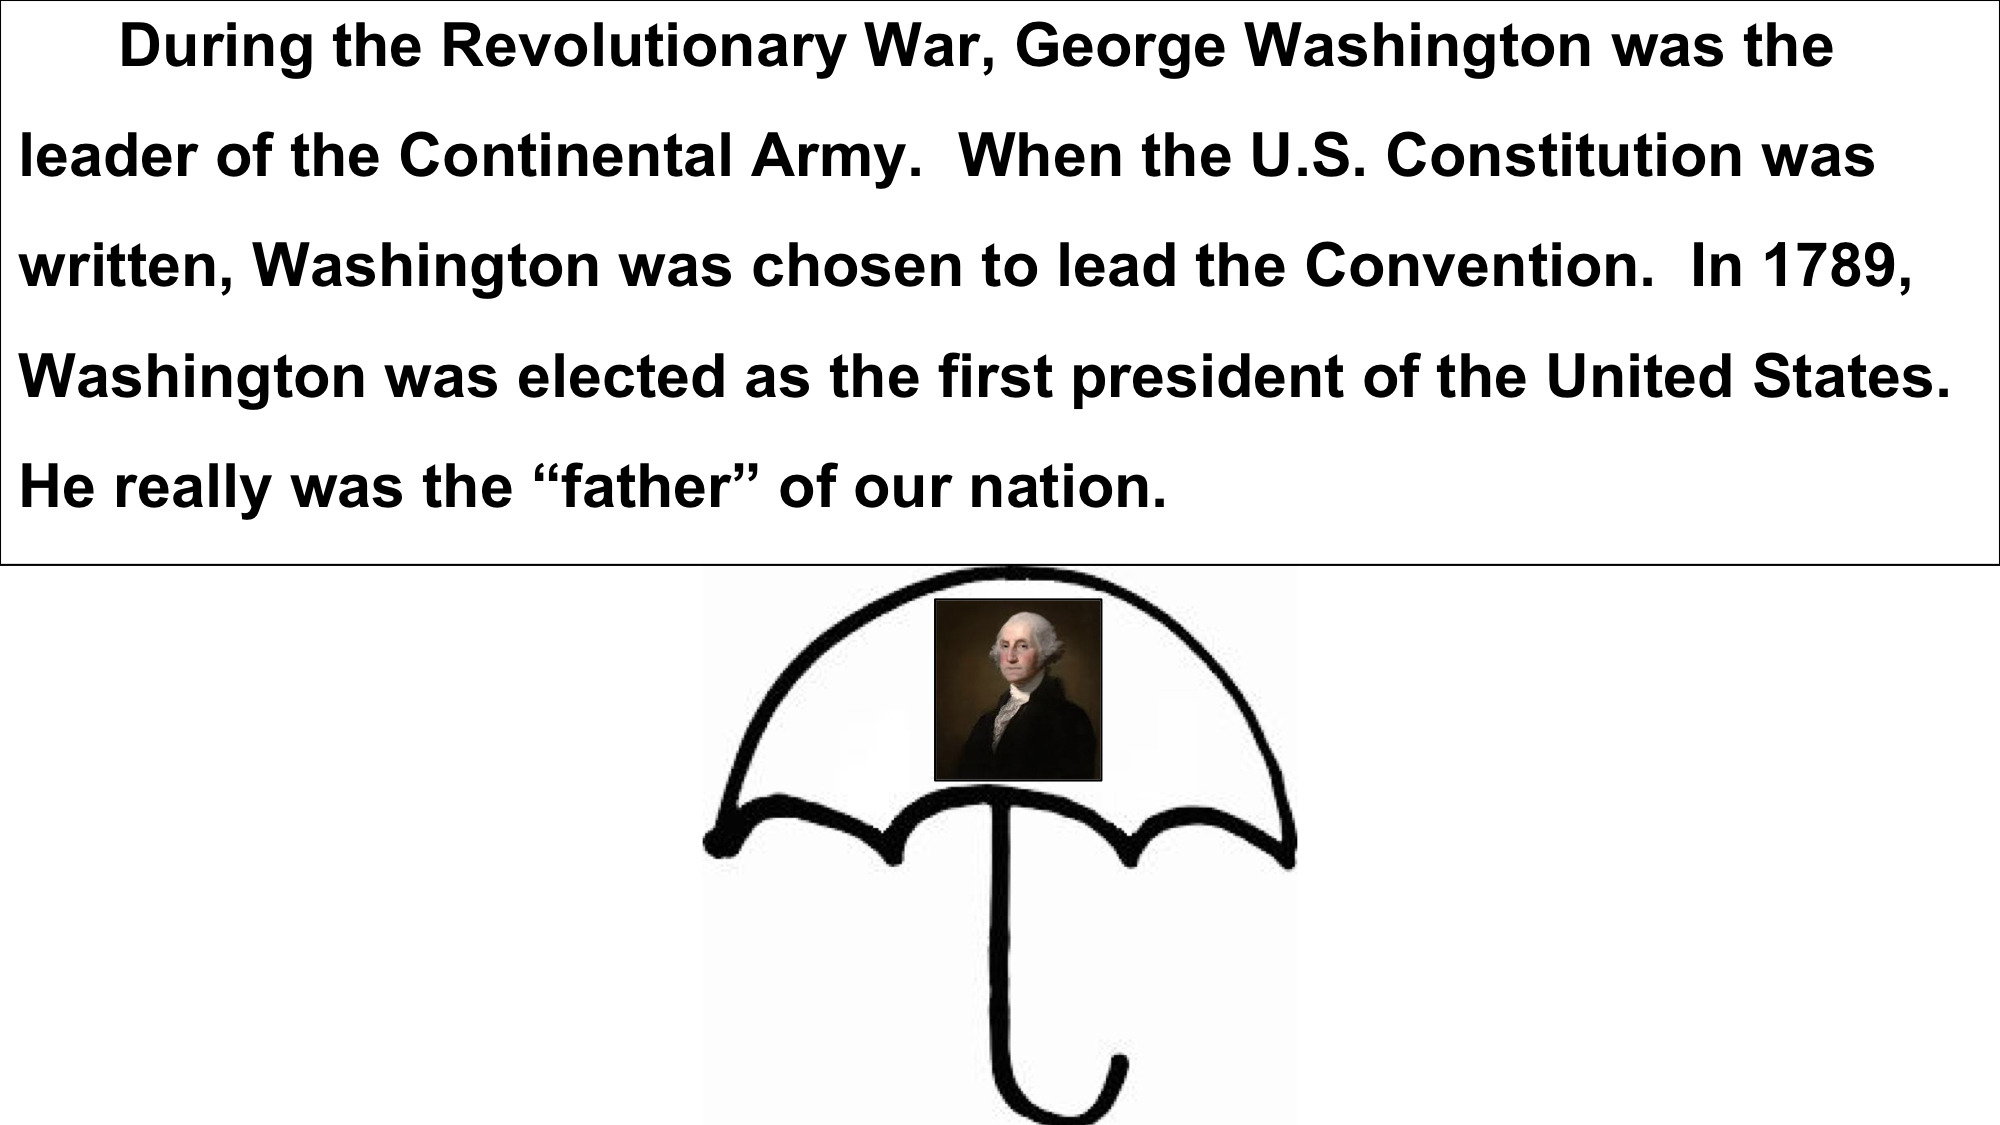 During the Revolutionary War, George Washington was the
leader of the Continental Army.  When the U.S. Constitution was
written, Washington was chosen to lead the Convention.  In 1789,
Washington was elected as the first president of the United States.
He really was the “father” of our nation.